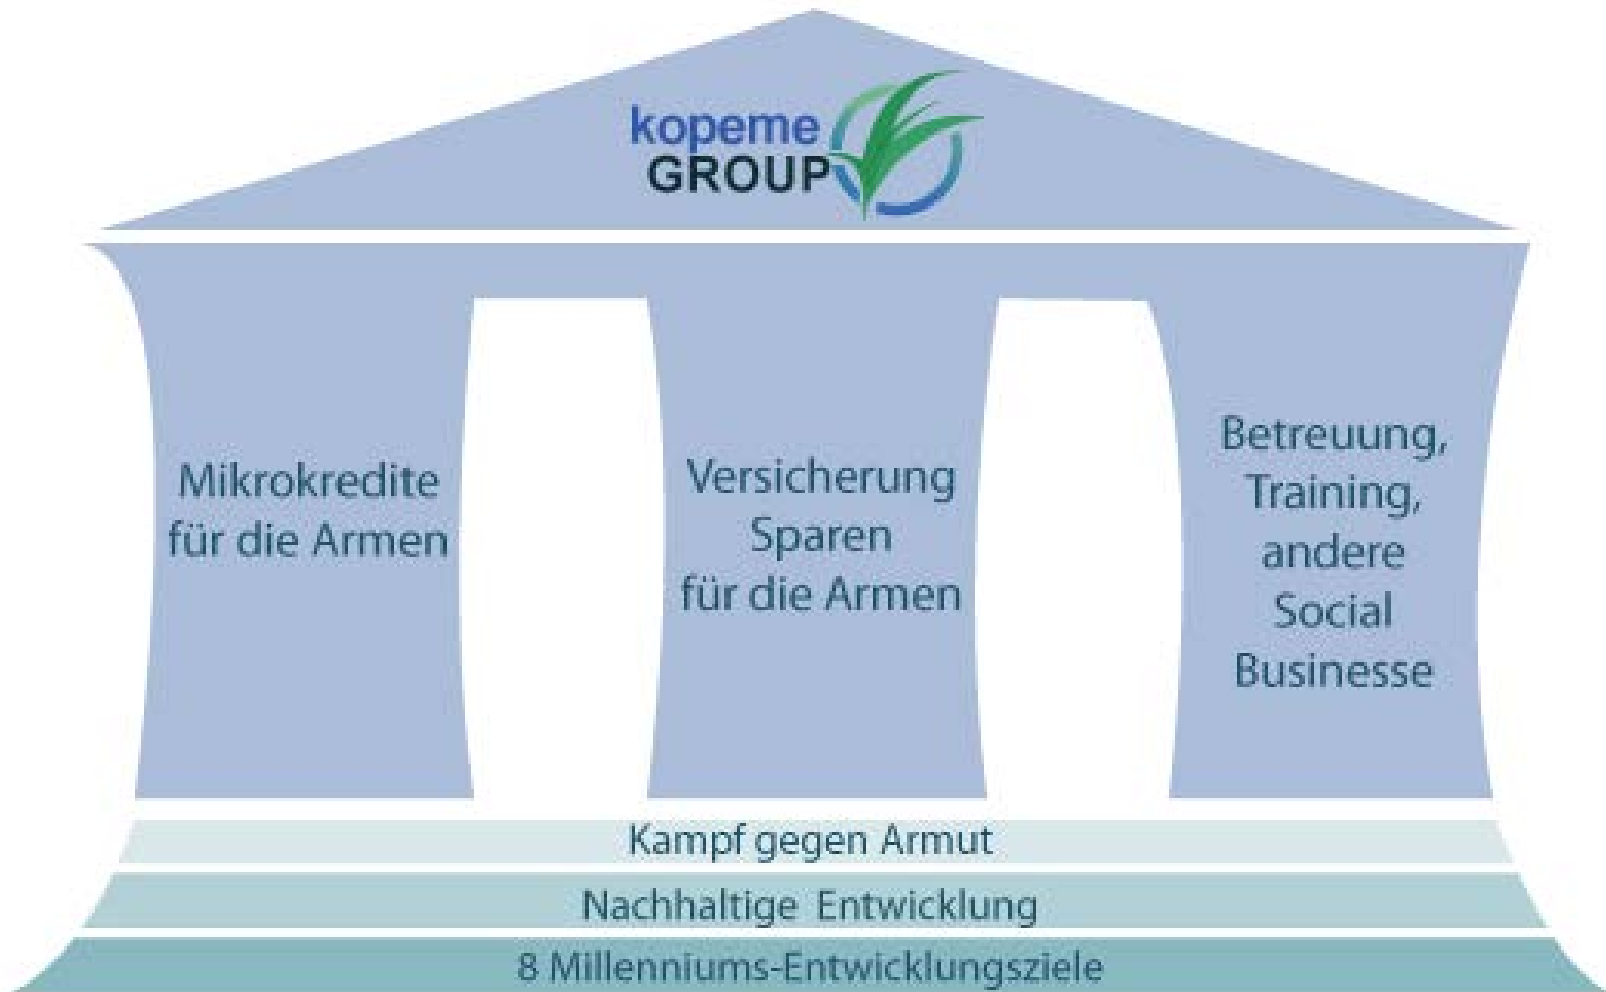 kopeme
GROUP
Mikrokredite
für die Armen
Versicherung
Sparen
für die Armen
Betreuung,
Training,
andere
Social
Businesse
Kampf gegen Armut
Nachhaltige Entwicklung
8 Millenniums-Entwicklungsziele